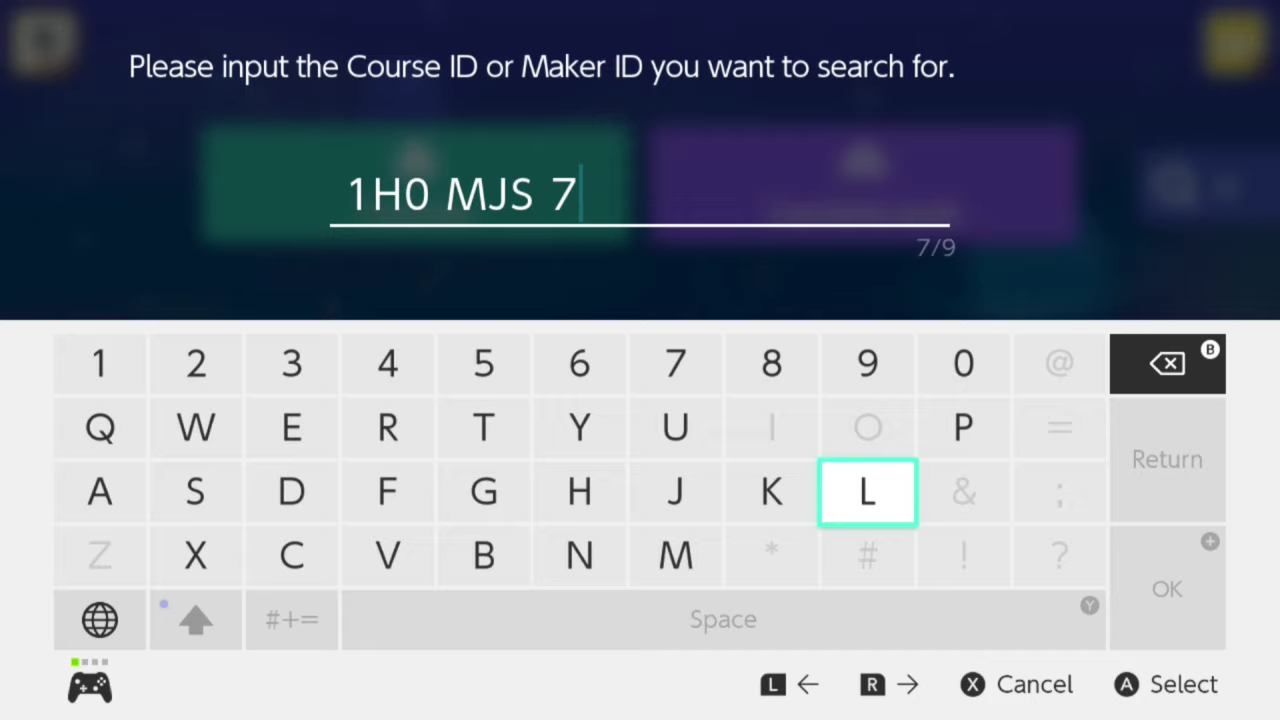 Please input the Course ID or Maker ID you want to search for.
1H0 MJS 7
7/9
1 2 3 4 5 6 7 8 9 0 @ B
Q W E R T Y U I O P =
Return
A S D F G H J K L & ;
Z X C V B N M * # ! ? +
OK
#+= Space Y
L ← R → X Cancel A Select